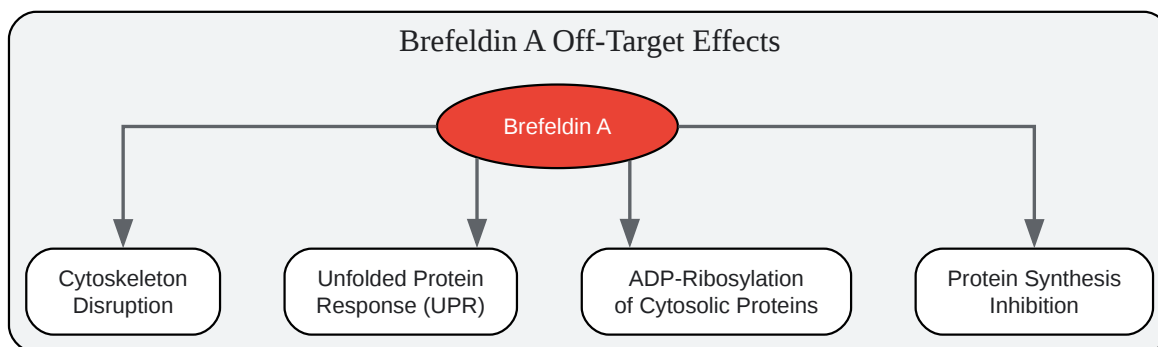 Brefeldin A Off-Target Effects
Brefeldin A
Cytoskeleton
Disruption
Unfolded Protein
Response (UPR)
ADP-Ribosylation
of Cytosolic Proteins
Protein Synthesis
Inhibition